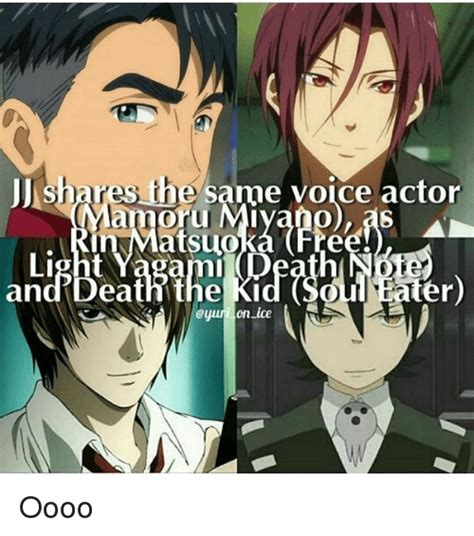 JJ shares the same voice actor
(Mamoru Miyano), as
Rin Matsuoka (Free!),
Light Yagami (Death Note)
and Death the Kid (Soul Eater)
@yuri_on_ice
Oooo